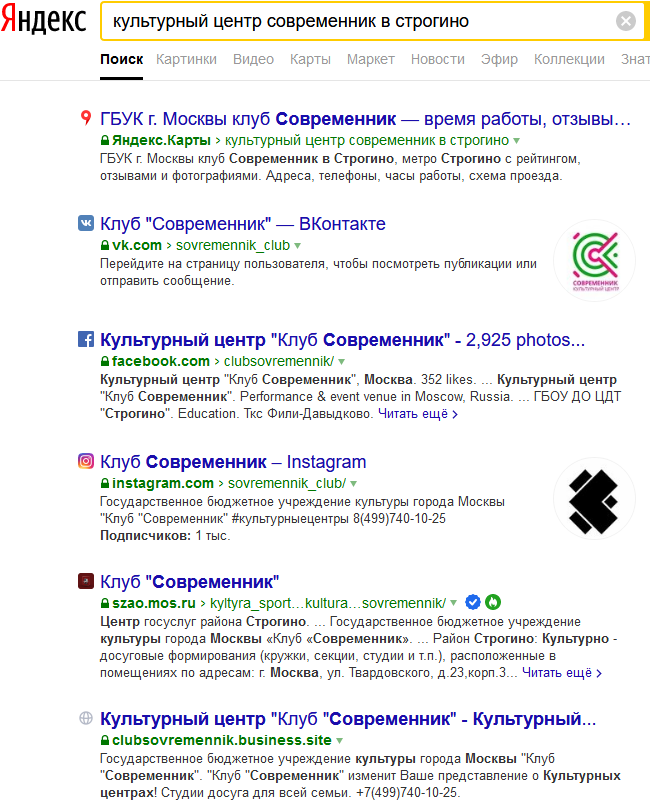 Яндекс
культурный центр современник в строгино
Поиск Картинки Видео Карты Маркет Новости Эфир Коллекции Знат
ГБУК г. Москвы клуб Современник — время работы, отзывы…
Яндекс.Карты › культурный центр современник в строгино
ГБУК г. Москвы клуб Современник в Строгино, метро Строгино с рейтингом,
отзывами и фотографиями. Адреса, телефоны, часы работы, схема проезда.
Клуб "Современник" — ВКонтакте
vk.com › sovremennik_club
Перейдите на страницу пользователя, чтобы посмотреть публикации или
отправить сообщение.
СОВРЕМЕННИК
КУЛЬТУРНЫЙ ЦЕНТР
Культурный центр "Клуб Современник" - 2,925 photos...
facebook.com › clubsovremennik/
Культурный центр "Клуб Современник", Москва. 352 likes. ... Культурный центр
"Клуб Современник". Performance & event venue in Moscow, Russia. ... ГБОУ ДО ЦДТ
"Строгино". Education. Ткс Фили-Давыдково. Читать ещё ›
Клуб Современник – Instagram
instagram.com › sovremennik_club/
Государственное бюджетное учреждение культуры города Москвы
"Клуб "Современник" #культурныецентры 8(499)740-10-25
Подписчиков: 1 тыс.
Клуб "Современник"
szao.mos.ru › kyltyra_sport…kultura…sovremennik/
Центр госуслуг района Строгино. ... Государственное бюджетное учреждение
культуры города Москвы «Клуб «Современник». ... Район Строгино: Культурно -
досуговые формирования (кружки, секции, студии и т.п.), расположенные в
помещениях по адресам: г. Москва, ул. Твардовского, д.23,корп.3... Читать ещё ›
Культурный центр "Клуб "Современник" - Культурный...
clubsovremennik.business.site
Государственное бюджетное учреждение культуры города Москвы "Клуб
"Современник". "Клуб "Современник" изменит Ваше представление о Культурных
центрах! Студии досуга для всей семьи. +7(499)740-10-25.